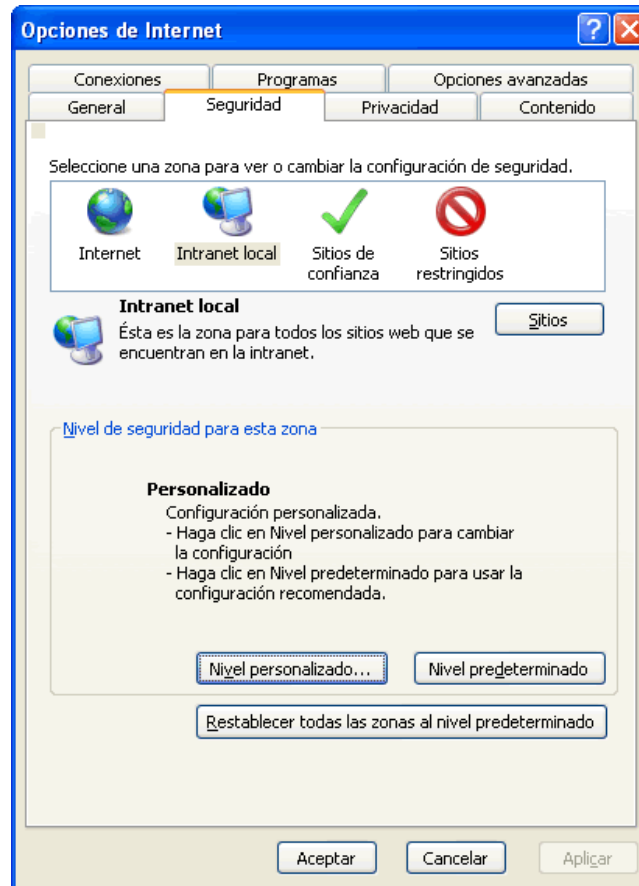 Opciones de Internet
?
Conexiones Programas Opciones avanzadas
General Seguridad Privacidad Contenido
Seleccione una zona para ver o cambiar la configuración de seguridad.
Internet Intranet local Sitios de Sitios
confianza restringidos
Intranet local
Ésta es la zona para todos los sitios web que se
encuentran en la intranet.
Sitios
Nivel de seguridad para esta zona
Personalizado
Configuración personalizada.
- Haga clic en Nivel personalizado para cambiar
la configuración
- Haga clic en Nivel predeterminado para usar la
configuración recomendada.
Nivel personalizado... Nivel predeterminado
Restablecer todas las zonas al nivel predeterminado
Aceptar Cancelar Aplicar